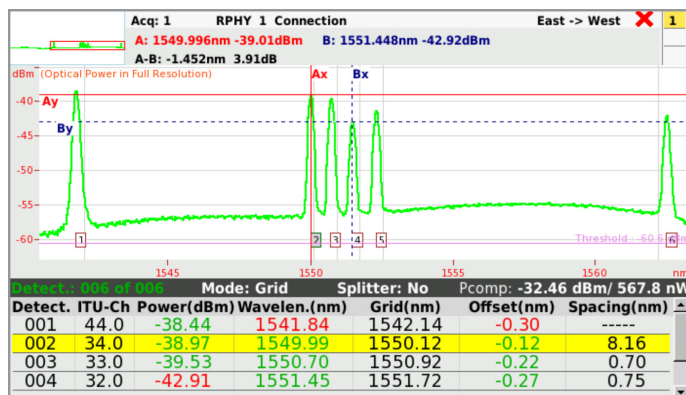 Acq: 1 RPHY 1 Connection East -> West 1
A: 1549.996nm -39.01dBm B: 1551.448nm -42.92dBm
A-B: -1.452nm 3.91dB
dBm (Optical Power in Full Resolution) Ax Bx
-40 Ay
By
-45
-50
-55
-60 1 2 3 4 5 Threshold : -60.6 6
1545 1550 1555 1560 nm
Detect.: 006 of 006 Mode: Grid Splitter: No Pcomp: -32.46 dBm/ 567.8 nW
Detect. ITU-Ch Power(dBm) Wavelen.(nm) Grid(nm) Offset(nm) Spacing(nm)
001 44.0 -38.44 1541.84 1542.14 -0.30 -----
002 34.0 -38.97 1549.99 1550.12 -0.12 8.16
003 33.0 -39.53 1550.70 1550.92 -0.22 0.70
004 32.0 -42.91 1551.45 1551.72 -0.27 0.75